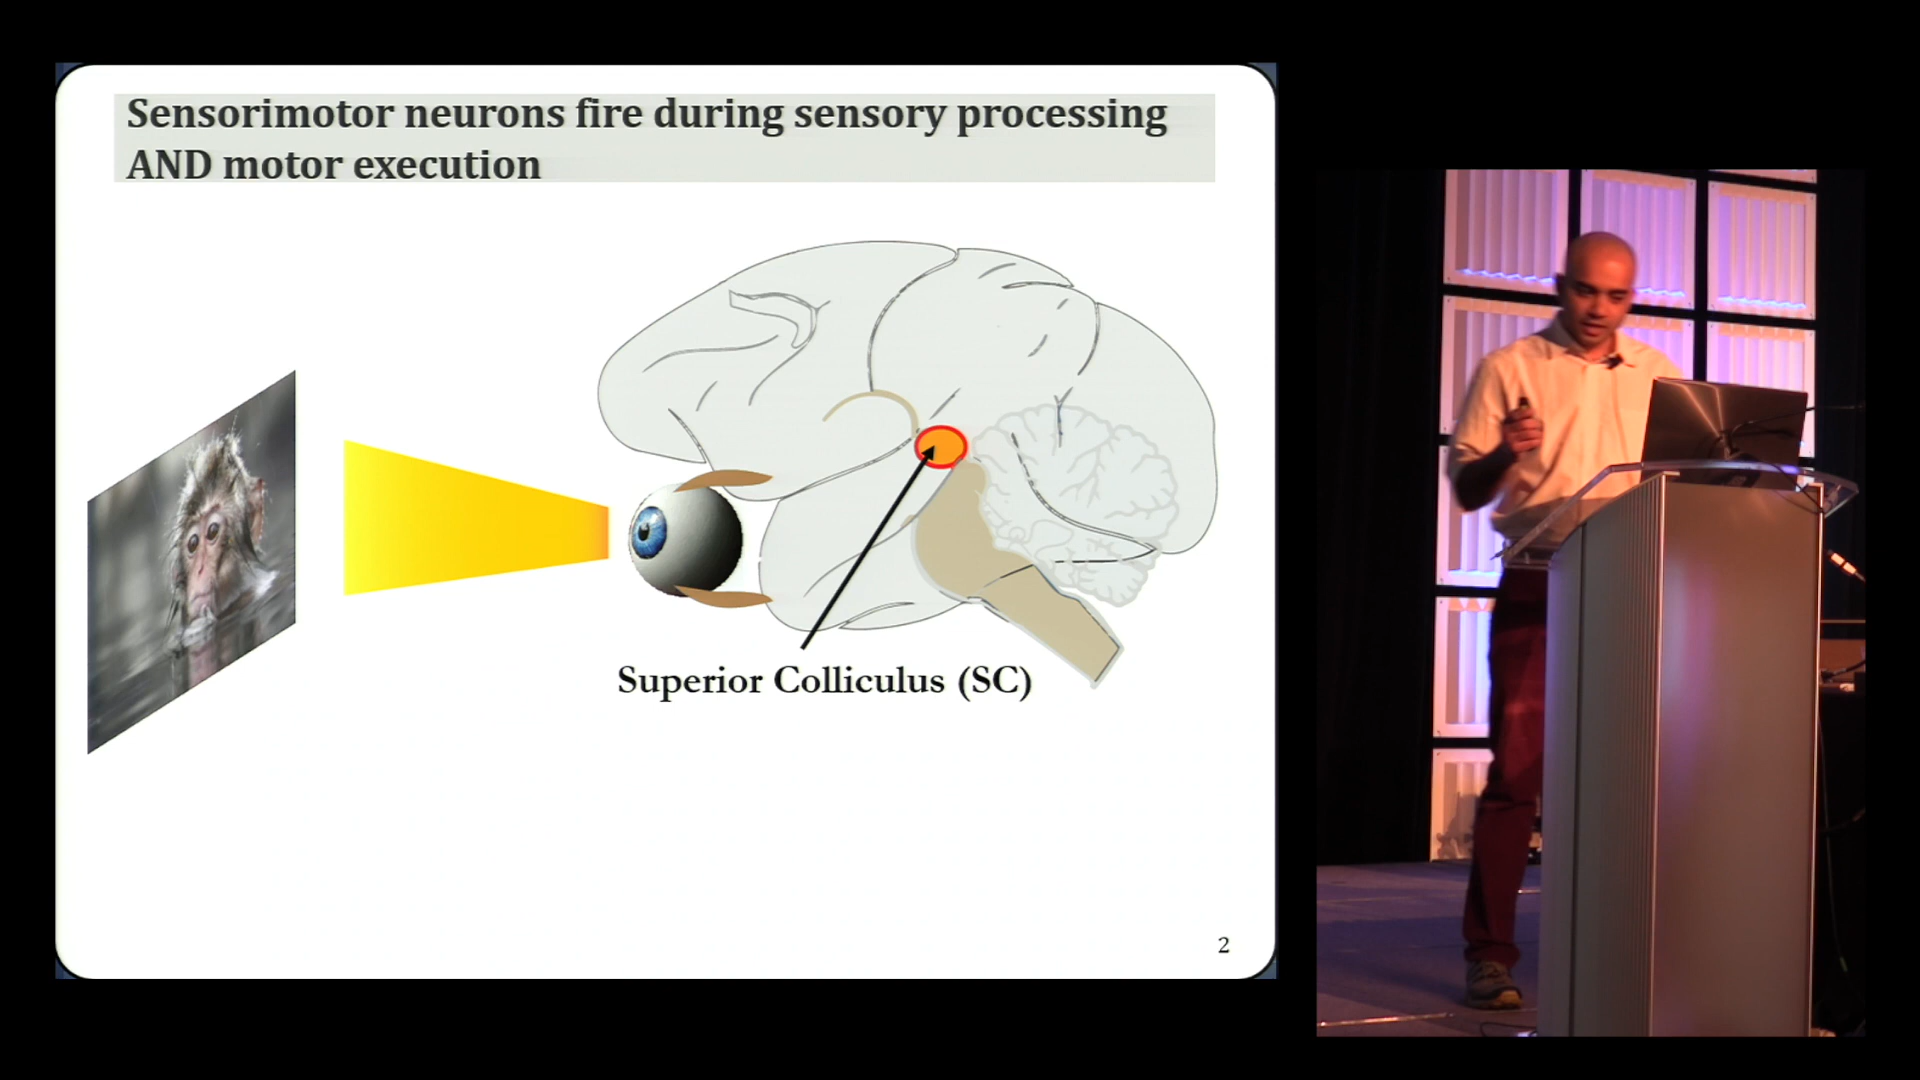 Sensorimotor neurons fire during sensory processing
AND motor execution
Superior Colliculus (SC)
2